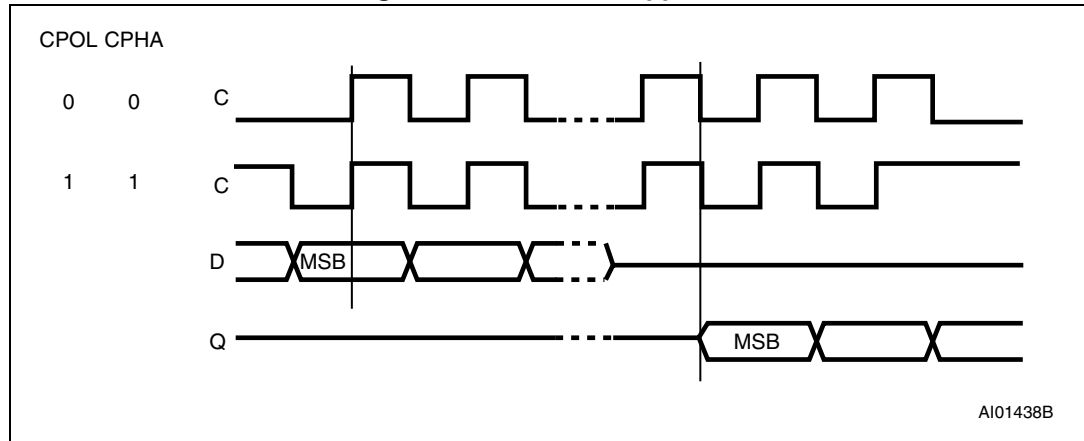 CPOL CPHA
0 0 C
1 1 C
D MSB
Q MSB
AI01438B